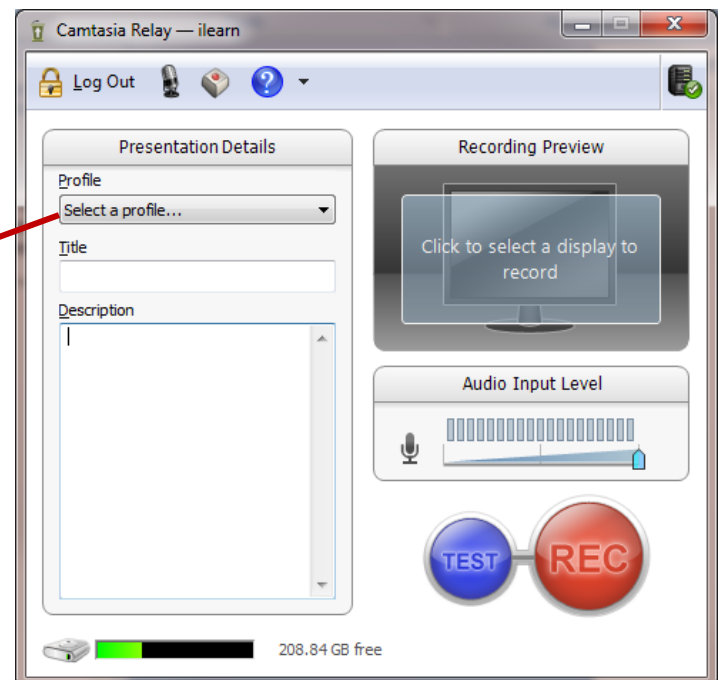 Camtasia Relay — ilearn
Log Out
Presentation Details
Profile
Select a profile...
Title
Description
Recording Preview
Click to select a display to
record
Audio Input Level
TEST
REC
208.84 GB free